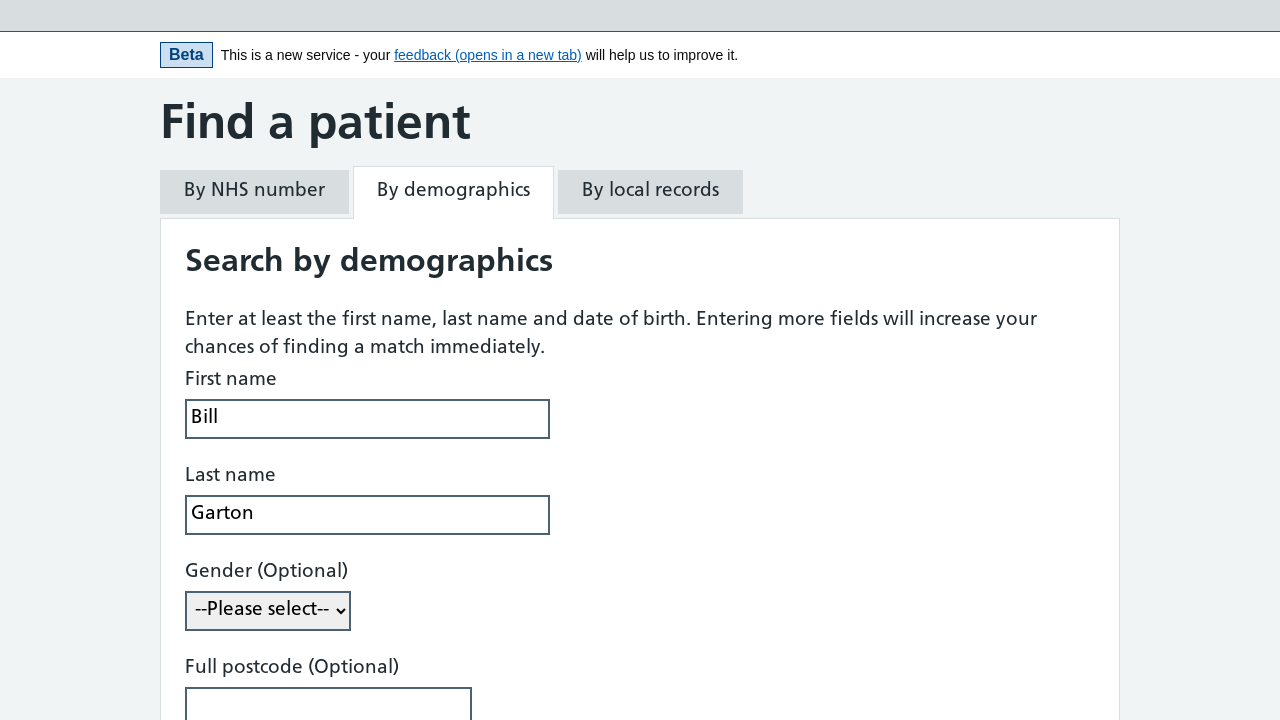 Beta This is a new service - your feedback (opens in a new tab) will help us to improve it.
Find a patient
By NHS number By demographics By local records
Search by demographics
Enter at least the first name, last name and date of birth. Entering more fields will increase your
chances of finding a match immediately.
First name
Bill
Last name
Garton
Gender (Optional)
--Please select--
Full postcode (Optional)